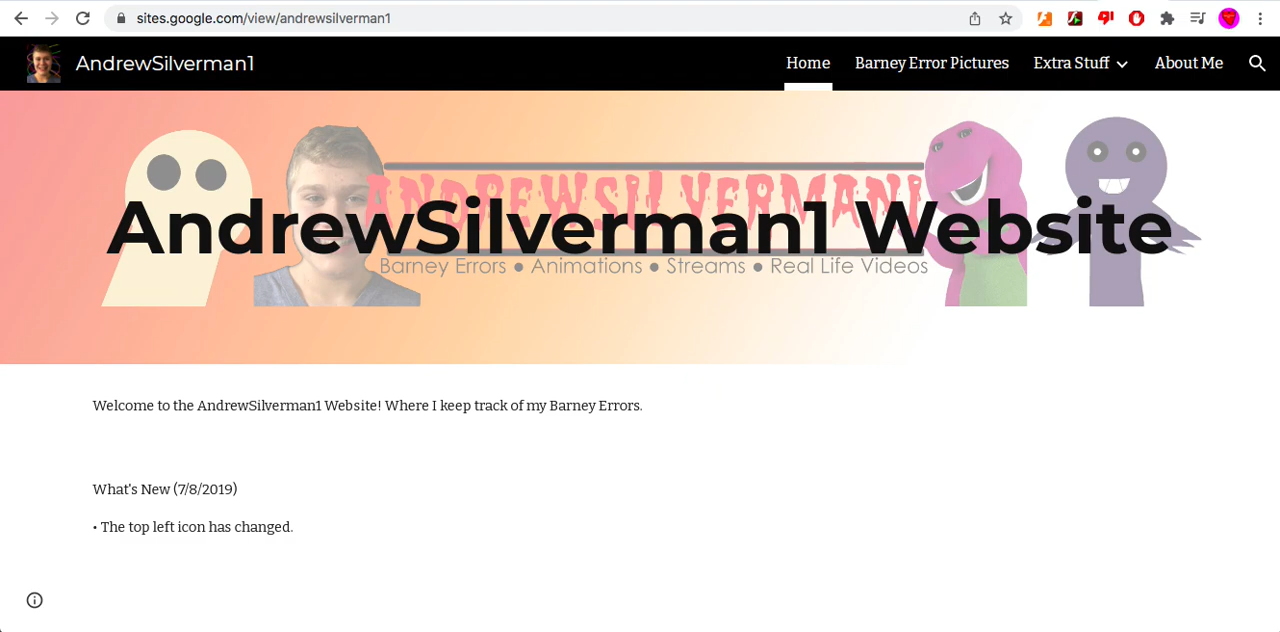 sites.google.com/view/andrewsilverman1
AndrewSilverman1
Home
Barney Error Pictures
Extra Stuff
About Me
ANDREWSILVERMAN1
AndrewSilverman1 Website
Barney Errors ● Animations ● Streams ● Real Life Videos
Welcome to the AndrewSilverman1 Website! Where I keep track of my Barney Errors.
What's New (7/8/2019)
• The top left icon has changed.